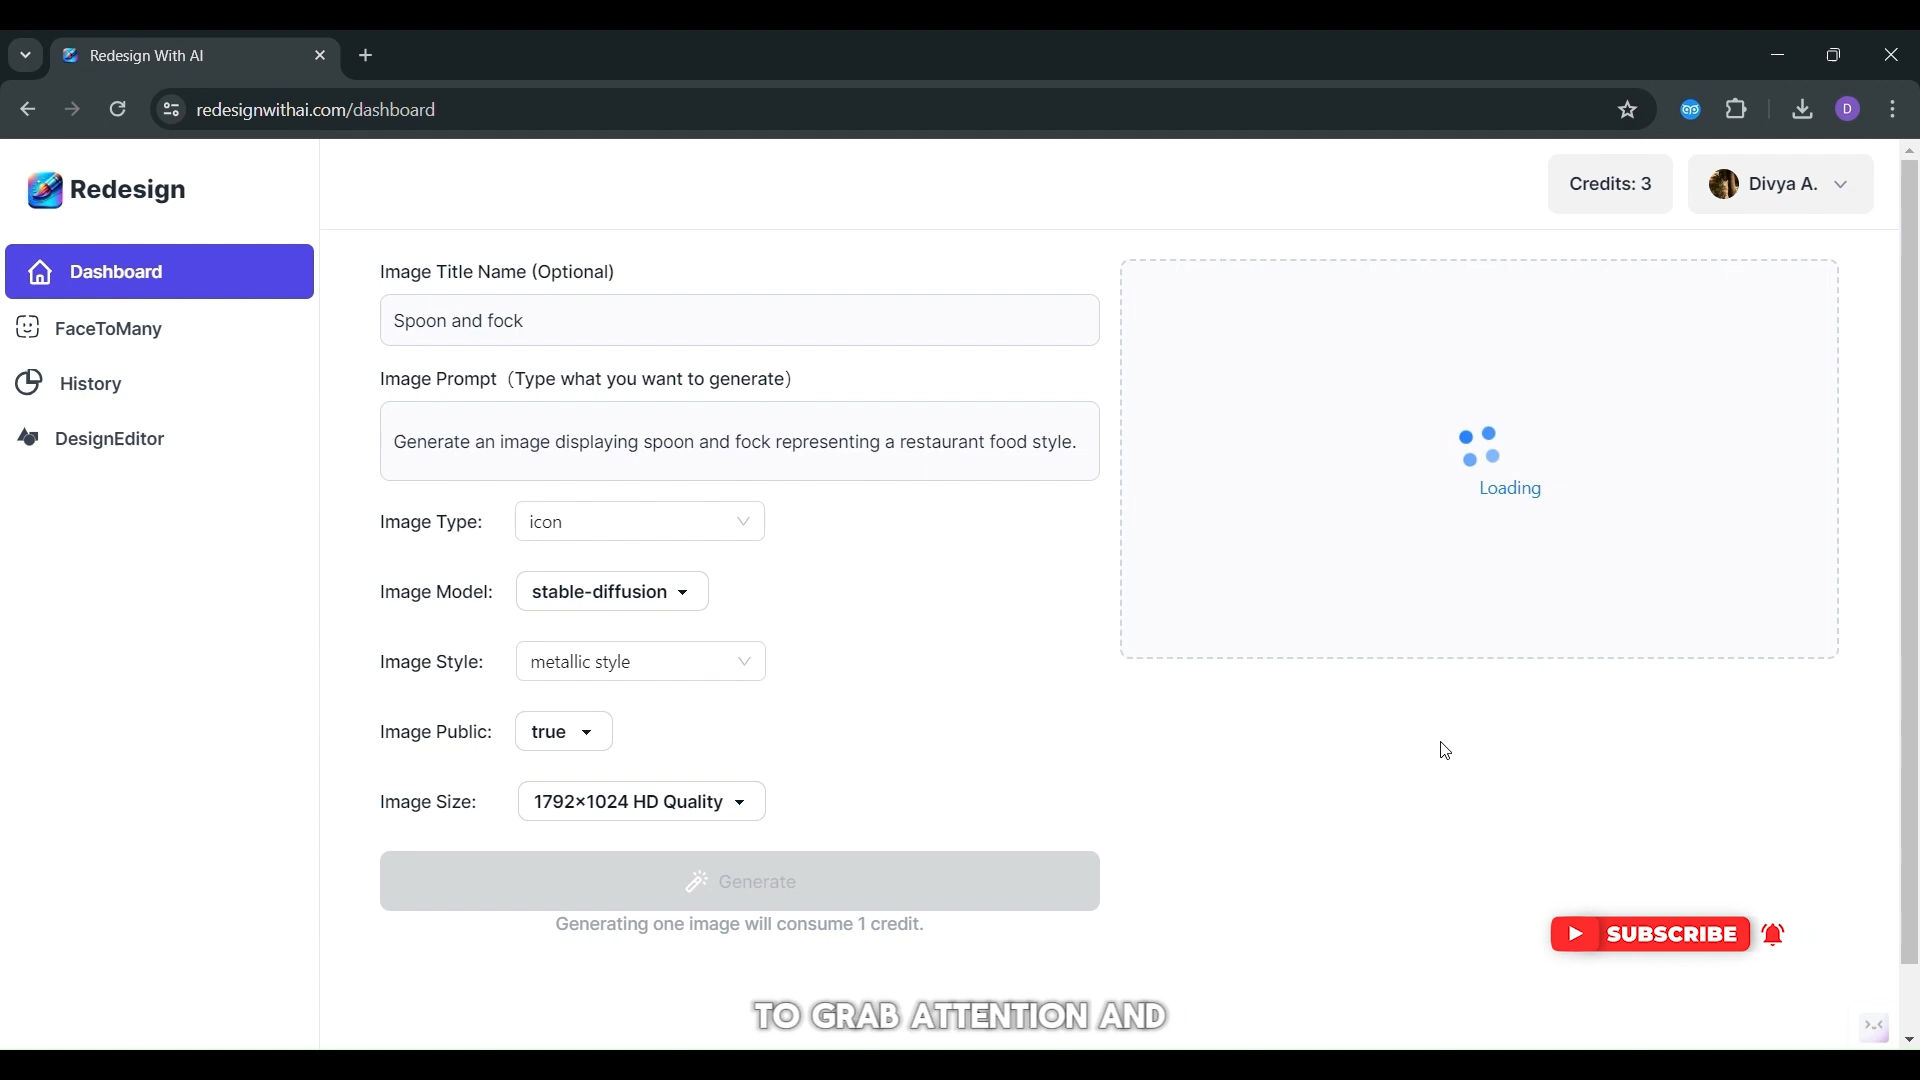 Redesign With AI
redesignwithai.com/dashboard
D
Redesign
Credits: 3
Divya A.
Dashboard
FaceToMany
History
DesignEditor
Image Title Name (Optional)
Spoon and fock
Image Prompt（Type what you want to generate）
Generate an image displaying spoon and fock representing a restaurant food style.
Image Type:
icon
Image Model:
stable-diffusion
Image Style:
metallic style
Image Public:
true
Image Size:
1792×1024 HD Quality
Generate
Generating one image will consume 1 credit.
Loading
SUBSCRIBE
TO GRAB ATTENTION AND